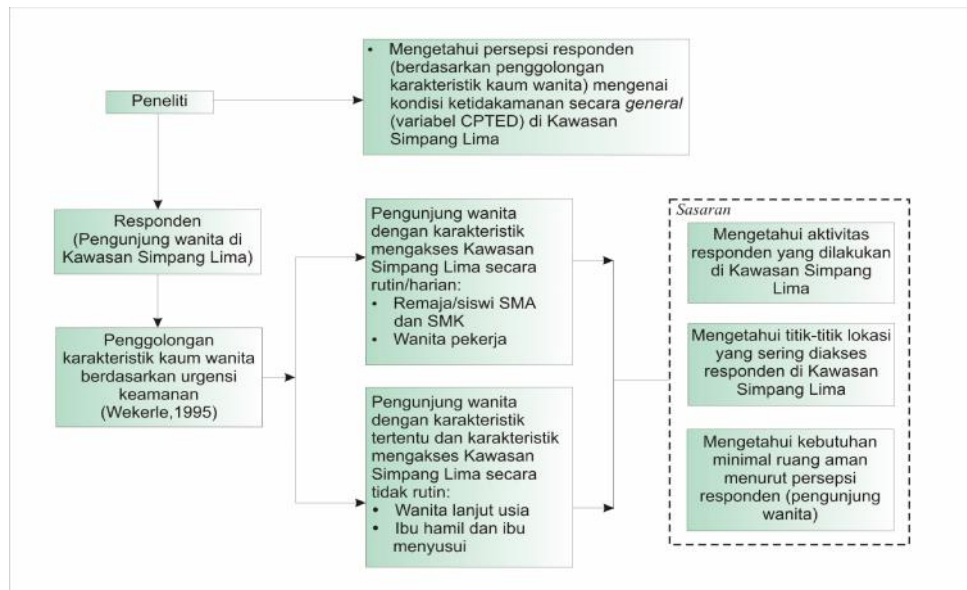 • Mengetahui persepsi responden
(berdasarkan penggolongan
karakteristik kaum wanita) mengenai
kondisi ketidakamanan secara general
(variabel CPTED) di Kawasan
Simpang Lima
Peneliti
Responden
(Pengunjung wanita di
Kawasan Simpang Lima)
Penggolongan
karakteristik kaum wanita
berdasarkan urgensi
keamanan
(Wekerle,1995)
Pengunjung wanita
dengan karakteristik
mengakses Kawasan
Simpang Lima secara
rutin/harian:
• Remaja/siswi SMA
dan SMK
• Wanita pekerja
Pengunjung wanita
dengan karakteristik
tertentu dan karakteristik
mengakses Kawasan
Simpang Lima secara
tidak rutin:
• Wanita lanjut usia
• Ibu hamil dan ibu
menyusui
Sasaran
Mengetahui aktivitas
responden yang dilakukan
di Kawasan Simpang
Lima
Mengetahui titik-titik lokasi
yang sering diakses
responden di Kawasan
Simpang Lima
Mengetahui kebutuhan
minimal ruang aman
menurut persepsi
responden (pengunjung
wanita)